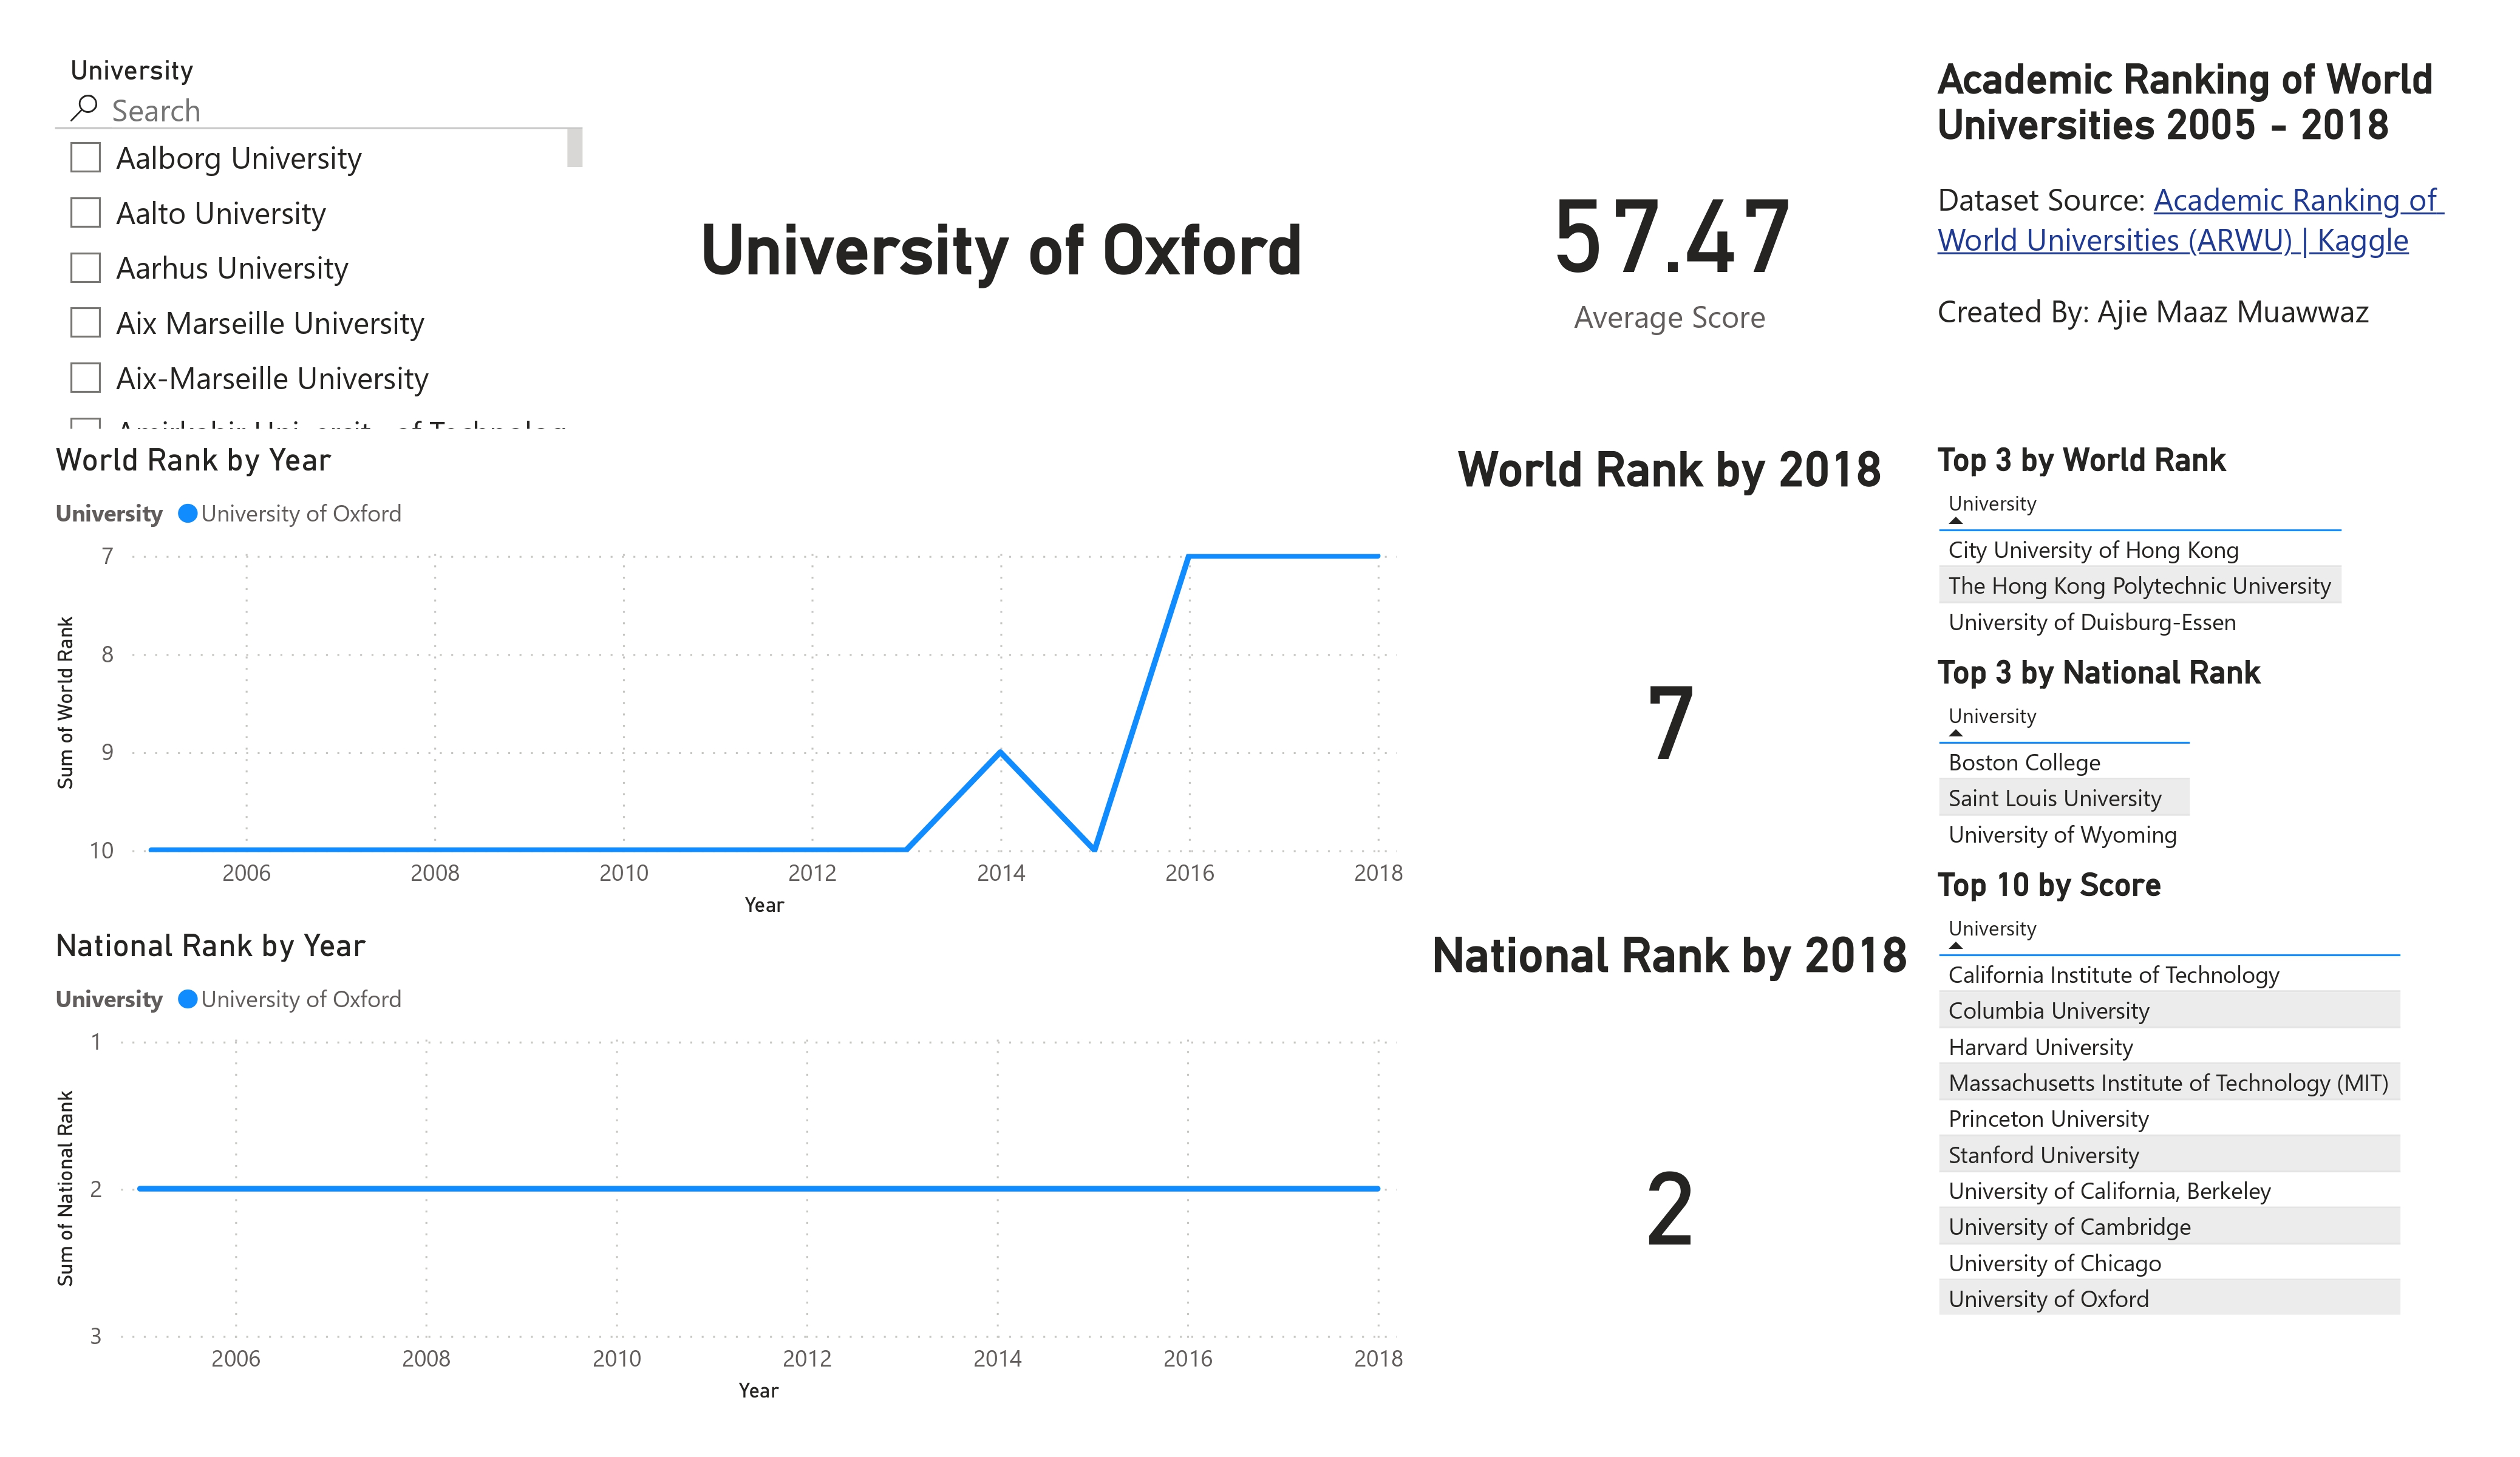 University
Search
Aalborg University
Aalto University
Aarhus University
Aix Marseille University
Aix-Marseille University
University of Oxford
57.47
Average Score
Academic Ranking of World
Universities 2005 - 2018
Dataset Source: Academic Ranking of
World Universities (ARWU) | Kaggle
Created By: Ajie Maaz Muawwaz
World Rank by Year
University University of Oxford
Sum of World Rank
7
8
9
10
2006 2008 2010 2012 2014 2016 2018
Year
World Rank by 2018
7
National Rank by Year
University University of Oxford
Sum of National Rank
1
2
3
2006 2008 2010 2012 2014 2016 2018
Year
National Rank by 2018
2
Top 3 by World Rank
University
City University of Hong Kong
The Hong Kong Polytechnic University
University of Duisburg-Essen
Top 3 by National Rank
University
Boston College
Saint Louis University
University of Wyoming
Top 10 by Score
University
California Institute of Technology
Columbia University
Harvard University
Massachusetts Institute of Technology (MIT)
Princeton University
Stanford University
University of California, Berkeley
University of Cambridge
University of Chicago
University of Oxford